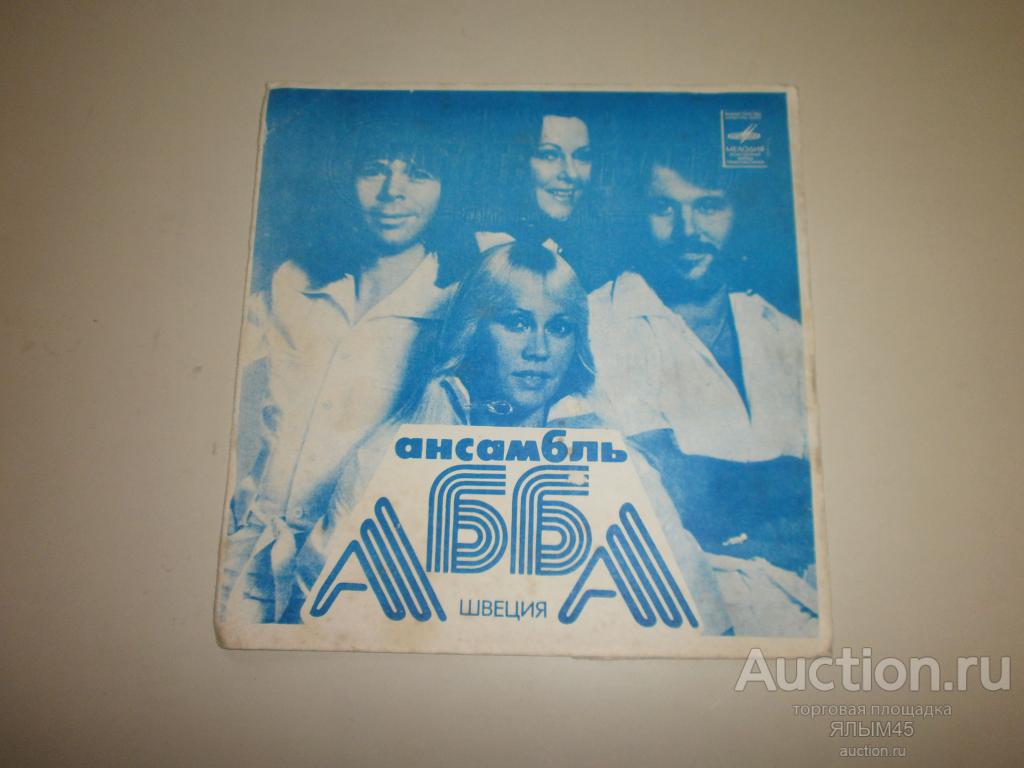 МЕЛОДИЯ
ансамбль
АББА
ШВЕЦИЯ
Auction.ru
торговая площадка
ЯЛЫМ45
auction.ru